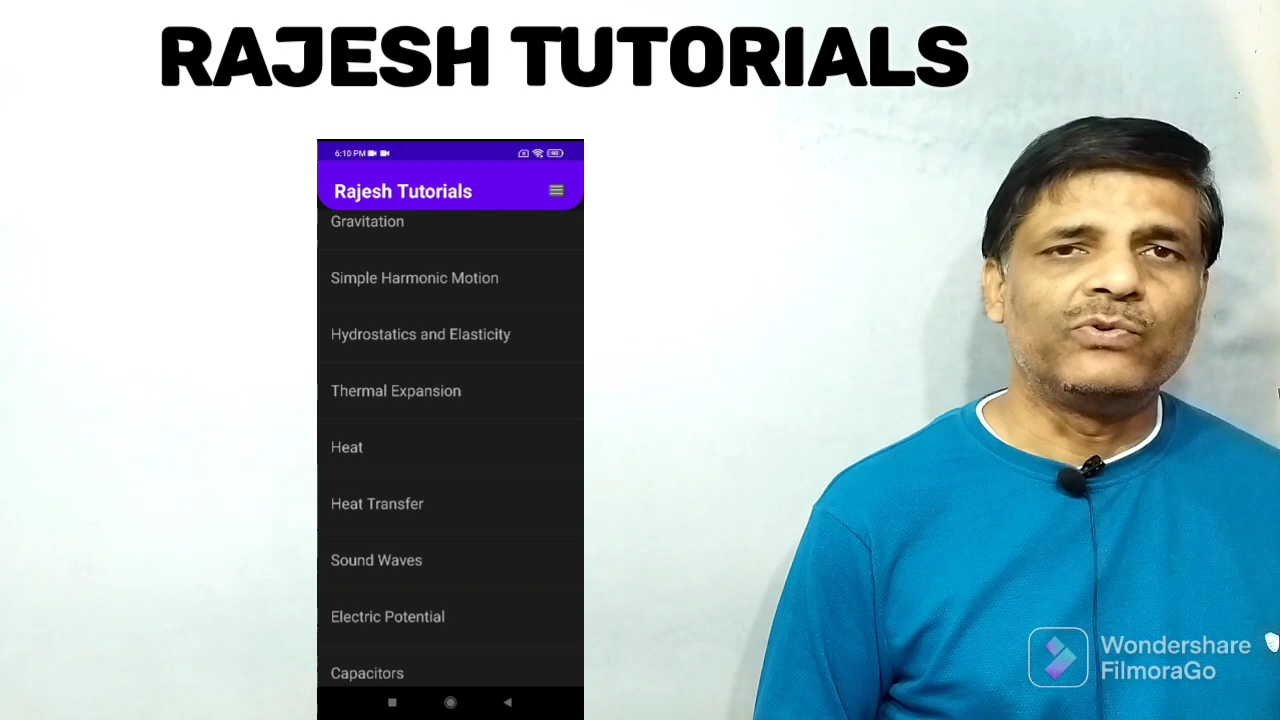 RAJESH TUTORIALS
6:10 PM
Rajesh Tutorials
Gravitation
Simple Harmonic Motion
Hydrostatics and Elasticity
Thermal Expansion
Heat
Heat Transfer
Sound Waves
Electric Potential
Capacitors
Wondershare
FilmoraGo